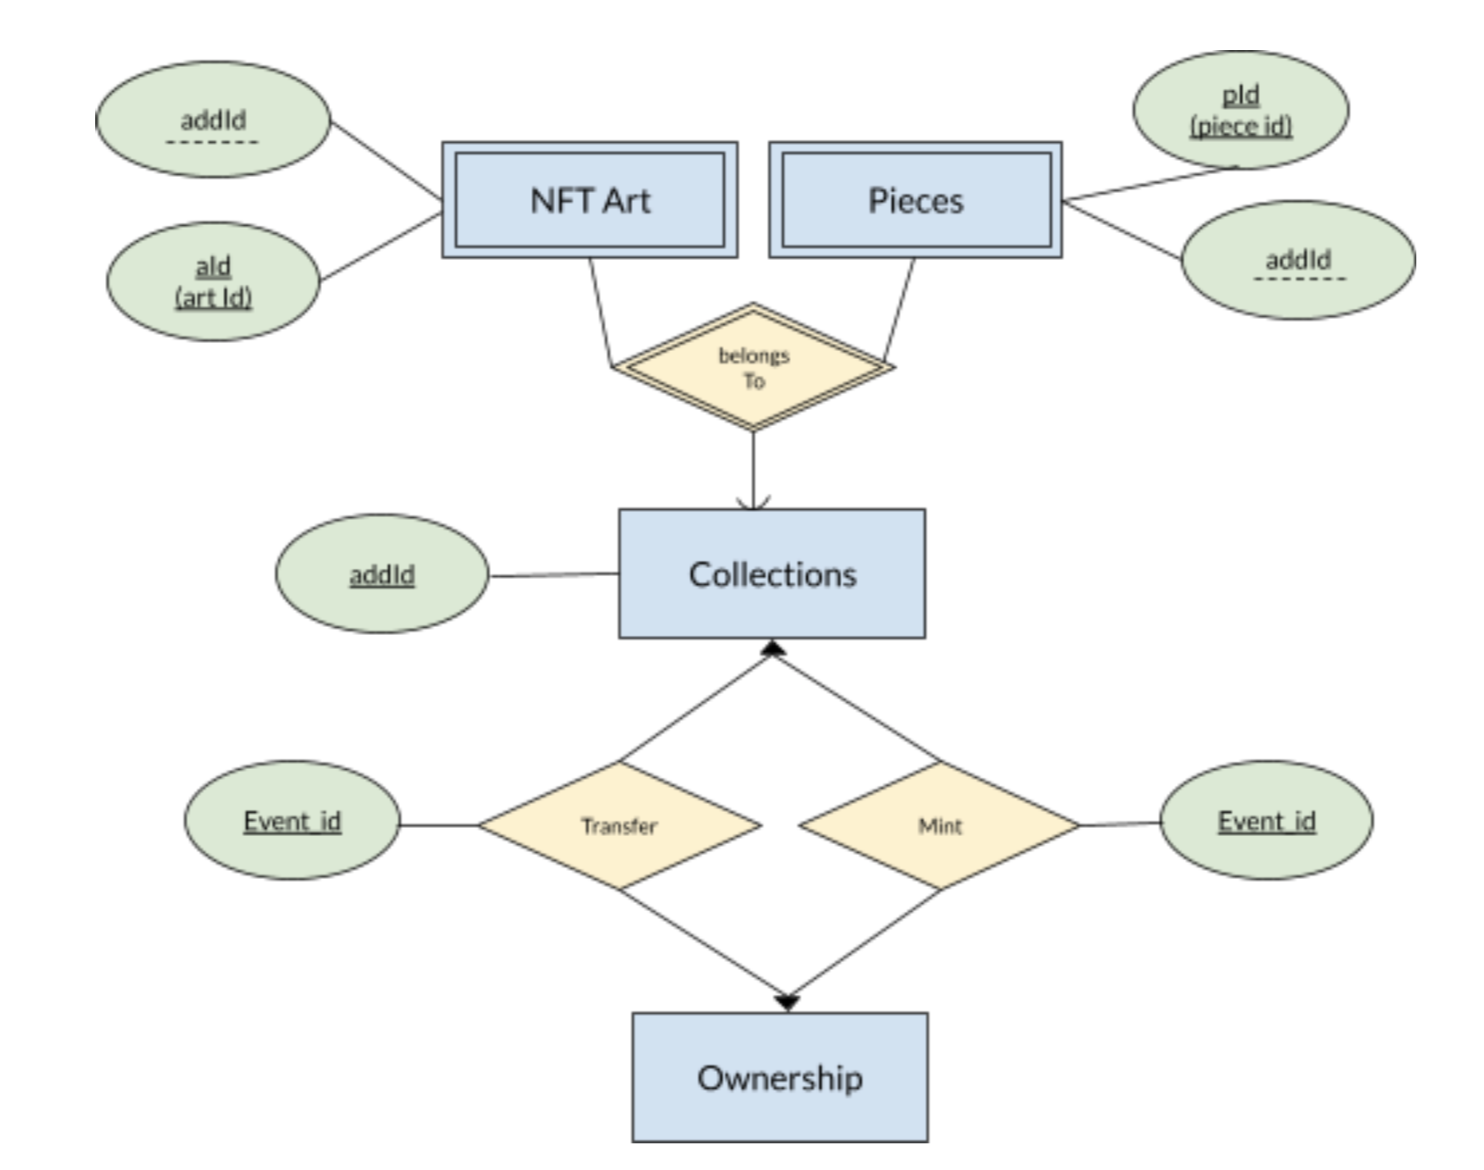 addId
aId
(art Id)
NFT Art
Pieces
pId
(piece id)
addId
belongs
To
addId
Collections
Event_id
Transfer
Mint
Event_id
Ownership